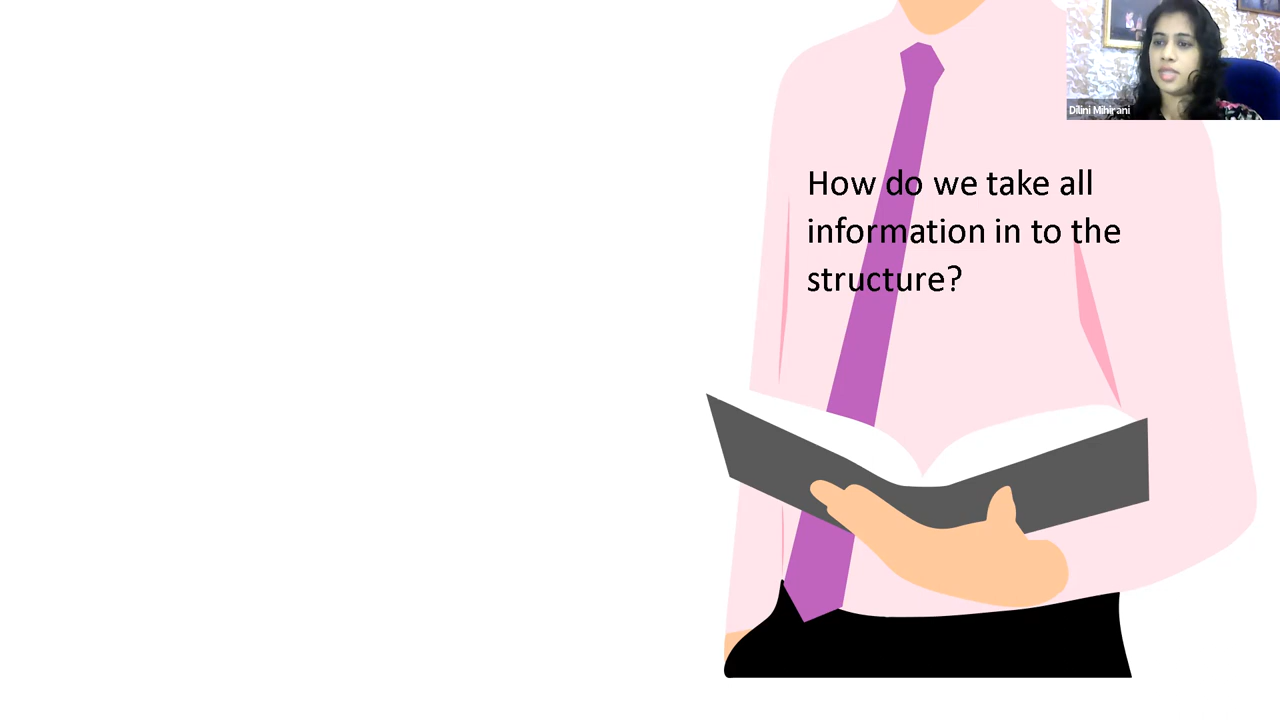 Dilini Mihirani
How do we take all
information in to the
structure?